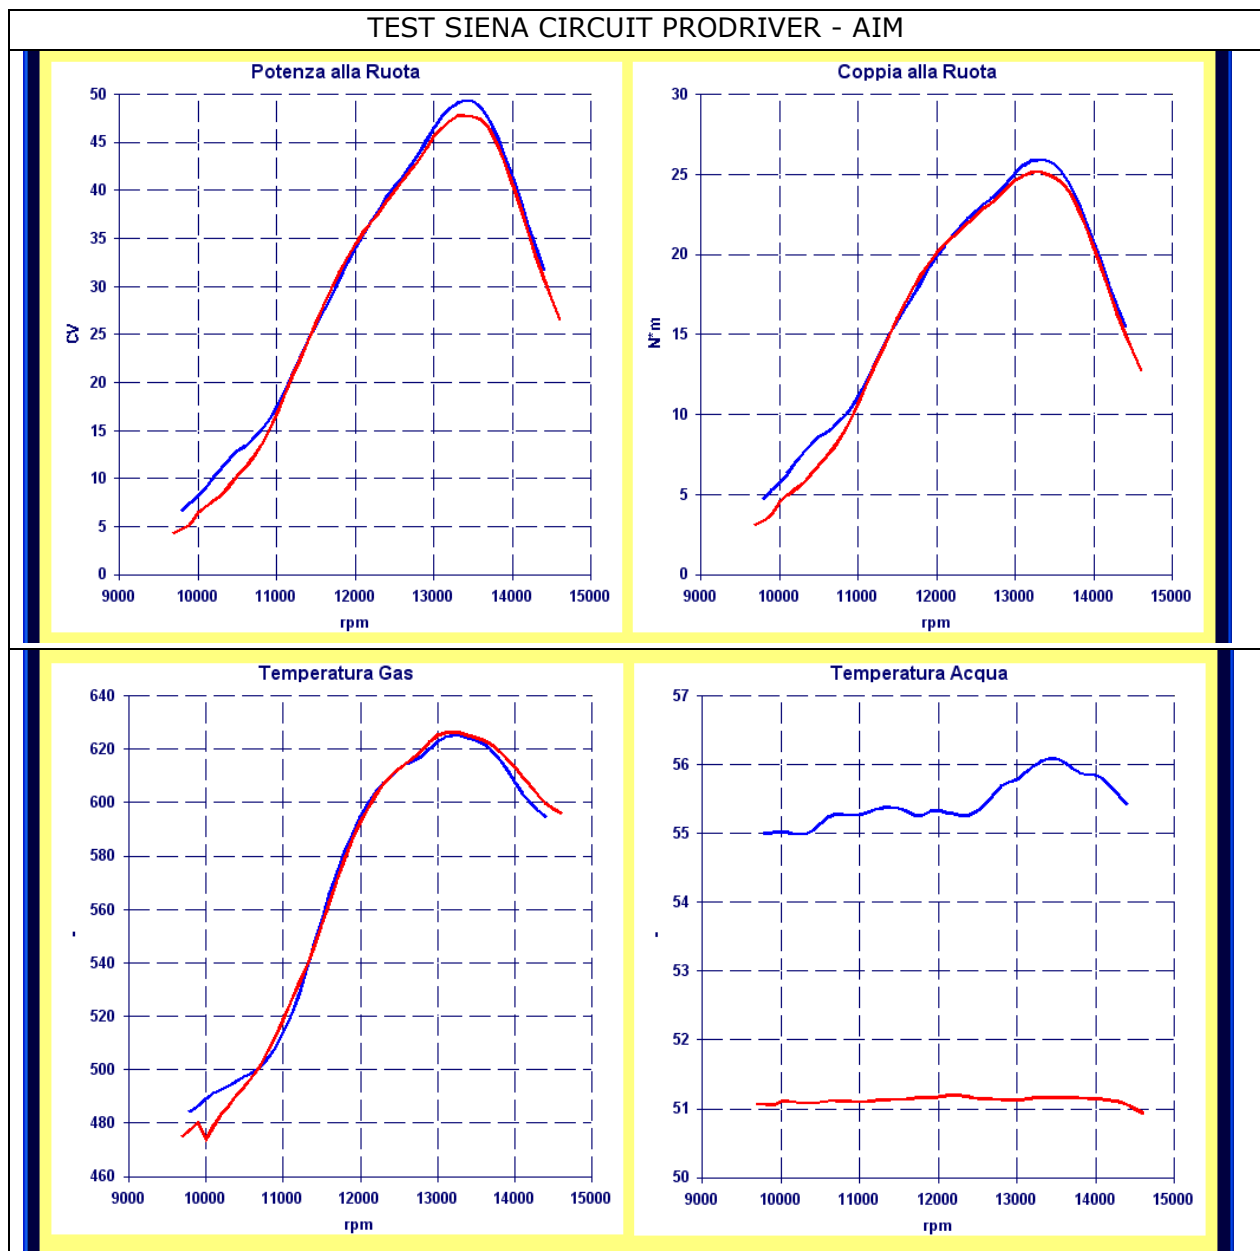 TEST SIENA CIRCUIT PRODRIVER - AIM
Potenza alla Ruota
50
45
40
35
30
25
20
15
10
5
0
CV
9000 10000 11000 12000 13000 14000 15000
rpm
Coppia alla Ruota
30
25
20
15
10
5
0
N*m
9000 10000 11000 12000 13000 14000 15000
rpm
Temperatura Gas
640
620
600
580
560
540
520
500
480
460
-
9000 10000 11000 12000 13000 14000 15000
rpm
Temperatura Acqua
57
56
55
54
53
52
51
50
-
9000 10000 11000 12000 13000 14000 15000
rpm